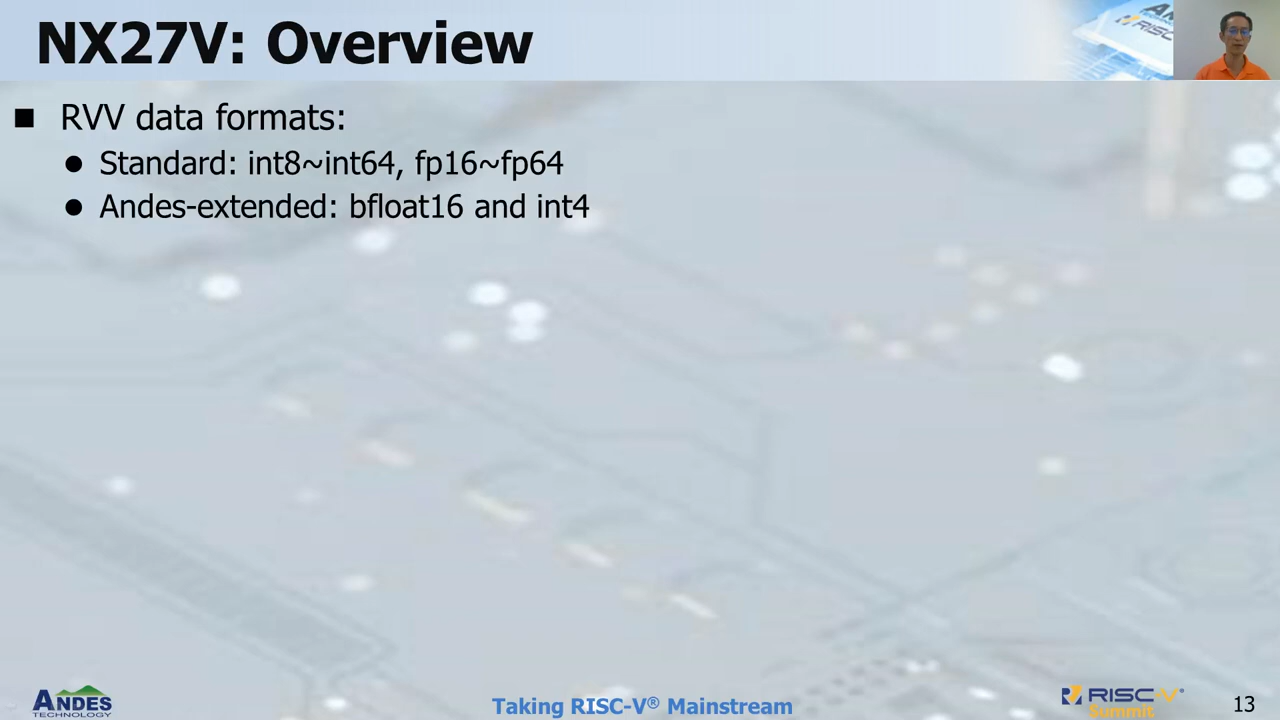 NX27V: Overview
RISC
■ RVV data formats:
● Standard: int8~int64, fp16~fp64
● Andes-extended: bfloat16 and int4
ANDES
TECHNOLOGY
Taking RISC-V® Mainstream
RISC-V®
Summit
13